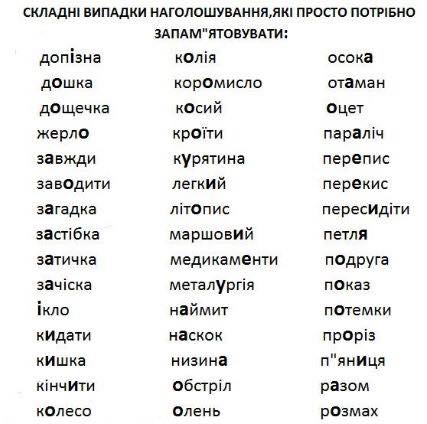 СКЛАДНІ ВИПАДКИ НАГОЛОШУВАННЯ,ЯКІ ПРОСТО ПОТРІБНО
ЗАПАМ"ЯТОВУВАТИ:
допізна колія осока
дошка коромисло отаман
дощечка косий оцет
жерло кроїти параліч
завжди курятина перепис
заводити легкий перекис
загадка літопис пересидіти
застібка маршовий петля
затичка медикаменти подруга
зачіска металургія показ
ікло наймит потемки
кидати наскок проріз
кишка низина п"яниця
кінчити обстріл разом
колесо олень розмах